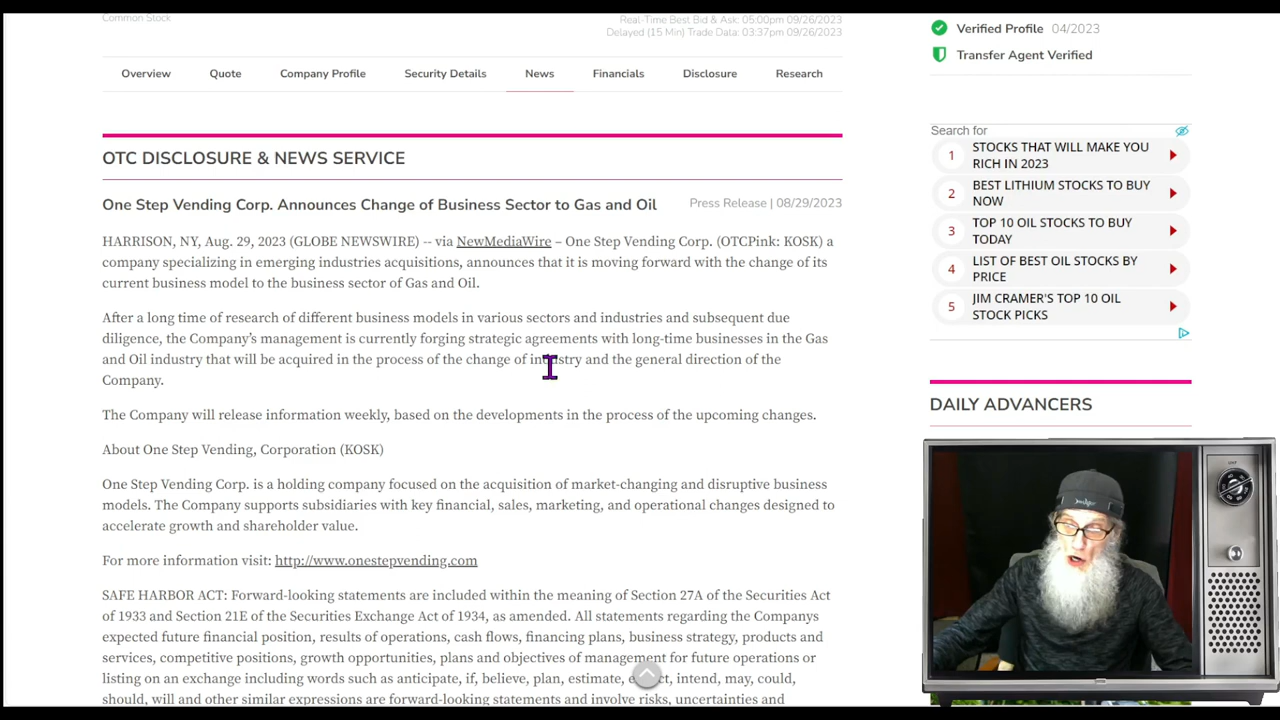 Common Stock
Real-Time Best Bid & Ask: 05:00pm 09/26/2023
Delayed (15 Min) Trade Data: 03:37pm 09/26/2023
Verified Profile 04/2023
Transfer Agent Verified
Overview Quote Company Profile Security Details News Financials Disclosure Research
OTC DISCLOSURE & NEWS SERVICE
One Step Vending Corp. Announces Change of Business Sector to Gas and Oil
Press Release | 08/29/2023
HARRISON, NY, Aug. 29, 2023 (GLOBE NEWSWIRE) -- via NewMediaWire – One Step Vending Corp. (OTCPink: KOSK) a
company specializing in emerging industries acquisitions, announces that it is moving forward with the change of its
current business model to the business sector of Gas and Oil.
After a long time of research of different business models in various sectors and industries and subsequent due
diligence, the Company's management is currently forging strategic agreements with long-time businesses in the Gas
and Oil industry that will be acquired in the process of the change of industry and the general direction of the
Company.
The Company will release information weekly, based on the developments in the process of the upcoming changes.
About One Step Vending, Corporation (KOSK)
One Step Vending Corp. is a holding company focused on the acquisition of market-changing and disruptive business
models. The Company supports subsidiaries with key financial, sales, marketing, and operational changes designed to
accelerate growth and shareholder value.
For more information visit: http://www.onestepvending.com
SAFE HARBOR ACT: Forward-looking statements are included within the meaning of Section 27A of the Securities Act
of 1933 and Section 21E of the Securities Exchange Act of 1934, as amended. All statements regarding the Companys
expected future financial position, results of operations, cash flows, financing plans, business strategy, products and
services, competitive positions, growth opportunities, plans and objectives of management for future operations or
listing on an exchange including words such as anticipate, if, believe, plan, estimate, intend, may, could,
should, will and other similar expressions are forward-looking statements and involve risks, uncertainties and
Search for
1 STOCKS THAT WILL MAKE YOU
RICH IN 2023
2 BEST LITHIUM STOCKS TO BUY
NOW
3 TOP 10 OIL STOCKS TO BUY
TODAY
4 LIST OF BEST OIL STOCKS BY
PRICE
5 JIM CRAMER'S TOP 10 OIL
STOCK PICKS
DAILY ADVANCERS